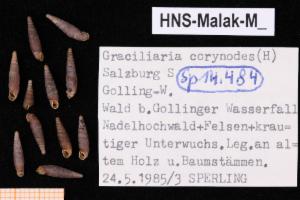 HNS-Malak-M_
Graciliaria corynodes(H)
Salzburg S
Sp14.484
Golling-W.
Wald b.Gollinger Wasserfall
Nadelhochwald+Felsen+krau=
tiger Unterwuchs.Leg.an al=
tem Holz u.Baumstämmen.
24.5.1985/3 SPERLING